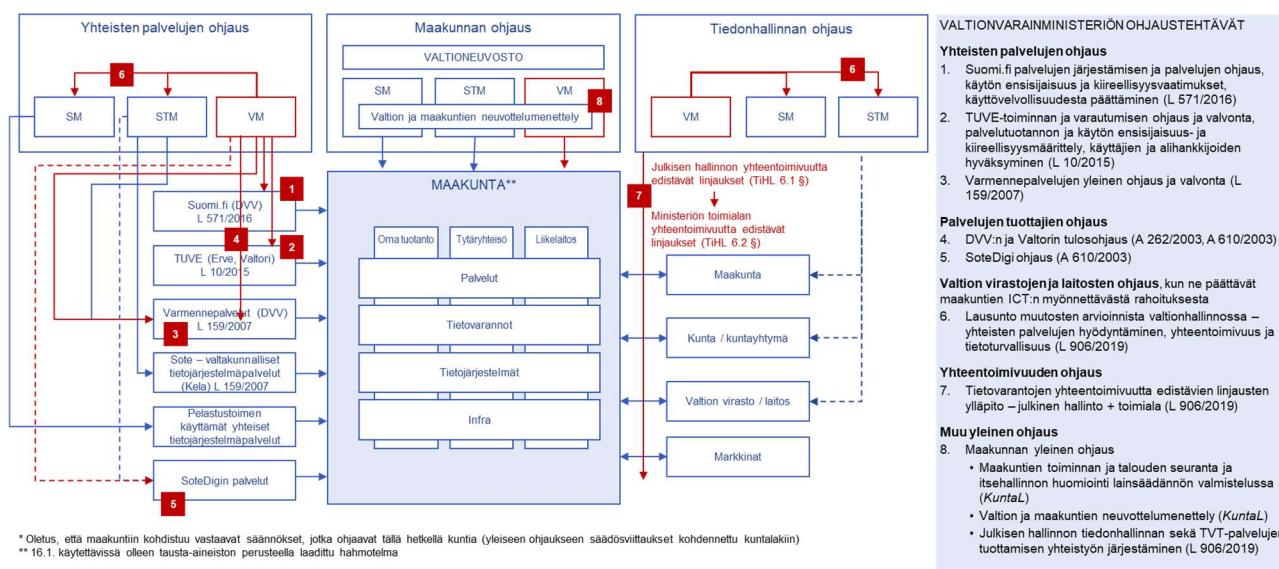 Yhteisten palvelujen ohjaus
6
SM
STM
VM
1
Suomi.fi (DVV)
L 571/2016
4
2
TUVE (Erve, Valtori)
L 10/2015
Varmennepalvelut (DVV)
L 159/2007
3
Sote – valtakunnalliset
tietojärjestelmäpalvelut
(Kela) L 159/2007
Pelastustoimen
käyttämät yhteiset
tietojärjestelmäpalvelut
SoteDigin palvelut
5
Maakunnan ohjaus
VALTIONEUVOSTO
SM
STM
VM
8
Valtion ja maakuntien neuvottelumenettely
MAAKUNTA**
Oma tuotanto
Tytäryhteisö
Liikelaitos
Palvelut
Tietovarannot
Tietojärjestelmät
Infra
Tiedonhallinnan ohjaus
6
VM
SM
STM
Julkisen hallinnon yhteentoimivuutta
edistävät linjaukset (TiHL 6.1 §)
7
Ministeriön toimialan
yhteentoimivuutta edistävät
linjaukset (TiHL 6.2 §)
Maakunta
Kunta / kuntayhtymä
Valtion virasto / laitos
Markkinat
VALTIONVARAINMINISTERIÖN OHJAUSTEHTÄVÄT
Yhteisten palvelujen ohjaus
1. Suomi.fi palvelujen järjestämisen ja palvelujen ohjaus,
käytön ensisijaisuus ja kiireellisyysvaatimukset,
käyttövelvollisuudesta päättäminen (L 571/2016)
2. TUVE-toiminnan ja varautumisen ohjaus ja valvonta,
palvelutuotannon ja käytön ensisijaisuus- ja
kiireellisyysmäärittely, käyttäjien ja alihankkijoiden
hyväksyminen (L 10/2015)
3. Varmennepalvelujen yleinen ohjaus ja valvonta (L
159/2007)
Palvelujen tuottajien ohjaus
4. DVV:n ja Valtorin tulosohjaus (A 262/2003, A 610/2003)
5. SoteDigi ohjaus (A 610/2003)
Valtion virastojen ja laitosten ohjaus, kun ne päättävät
maakuntien ICT:n myönnettävästä rahoituksesta
6. Lausunto muutosten arvioinnista valtionhallinnossa –
yhteisten palvelujen hyödyntäminen, yhteentoimivuus ja
tietoturvallisuus (L 906/2019)
Yhteentoimivuuden ohjaus
7. Tietovarantojen yhteentoimivuutta edistävien linjausten
ylläpito – julkinen hallinto + toimiala (L 906/2019)
Muu yleinen ohjaus
8. Maakunnan yleinen ohjaus
• Maakuntien toiminnan ja talouden seuranta ja
itsehallinnon huomiointi lainsäädännön valmistelussa
(KuntaL)
• Valtion ja maakuntien neuvottelumenettely (KuntaL)
• Julkisen hallinnon tiedonhallinnan sekä TVT-palvelujen
tuottamisen yhteistyön järjestäminen (L 906/2019)
* Oletus, että maakuntiin kohdistuu vastaavat säännökset, jotka ohjaavat tällä hetkellä kuntia (yleiseen ohjaukseen säädösviittaukset kohdennettu kuntalakiin)
** 16.1. käytettävissä olleen tausta-aineiston perusteella laadittu hahmotelma